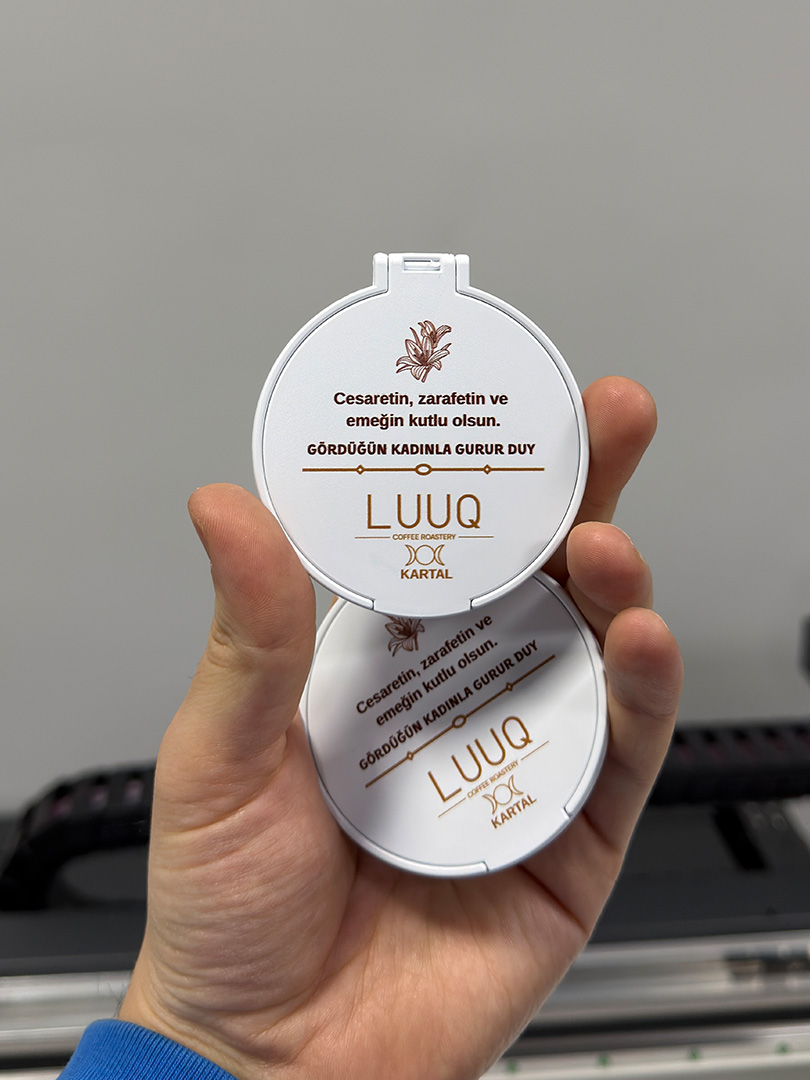 Cesaretin, zarafetin ve
emeğin kutlu olsun.
GÖRDÜĞÜN KADINLA GURUR DUY
LUUQ
COFFEE ROASTERY
KARTAL
Cesaretin, zarafetin ve
emeğin kutlu olsun.
GÖRDÜĞÜN KADINLA GURUR DUY
LUUQ
COFFEE ROASTERY
KARTAL